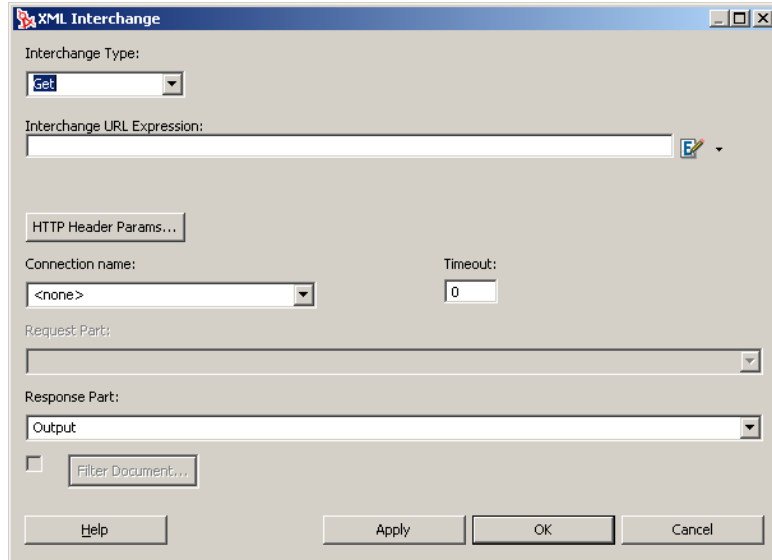 XML Interchange
Interchange Type:
Get
Interchange URL Expression:
HTTP Header Params...
Connection name:
Timeout:
<none>
0
Request Part:
Response Part:
Output
Filter Document...
Help
Apply
OK
Cancel